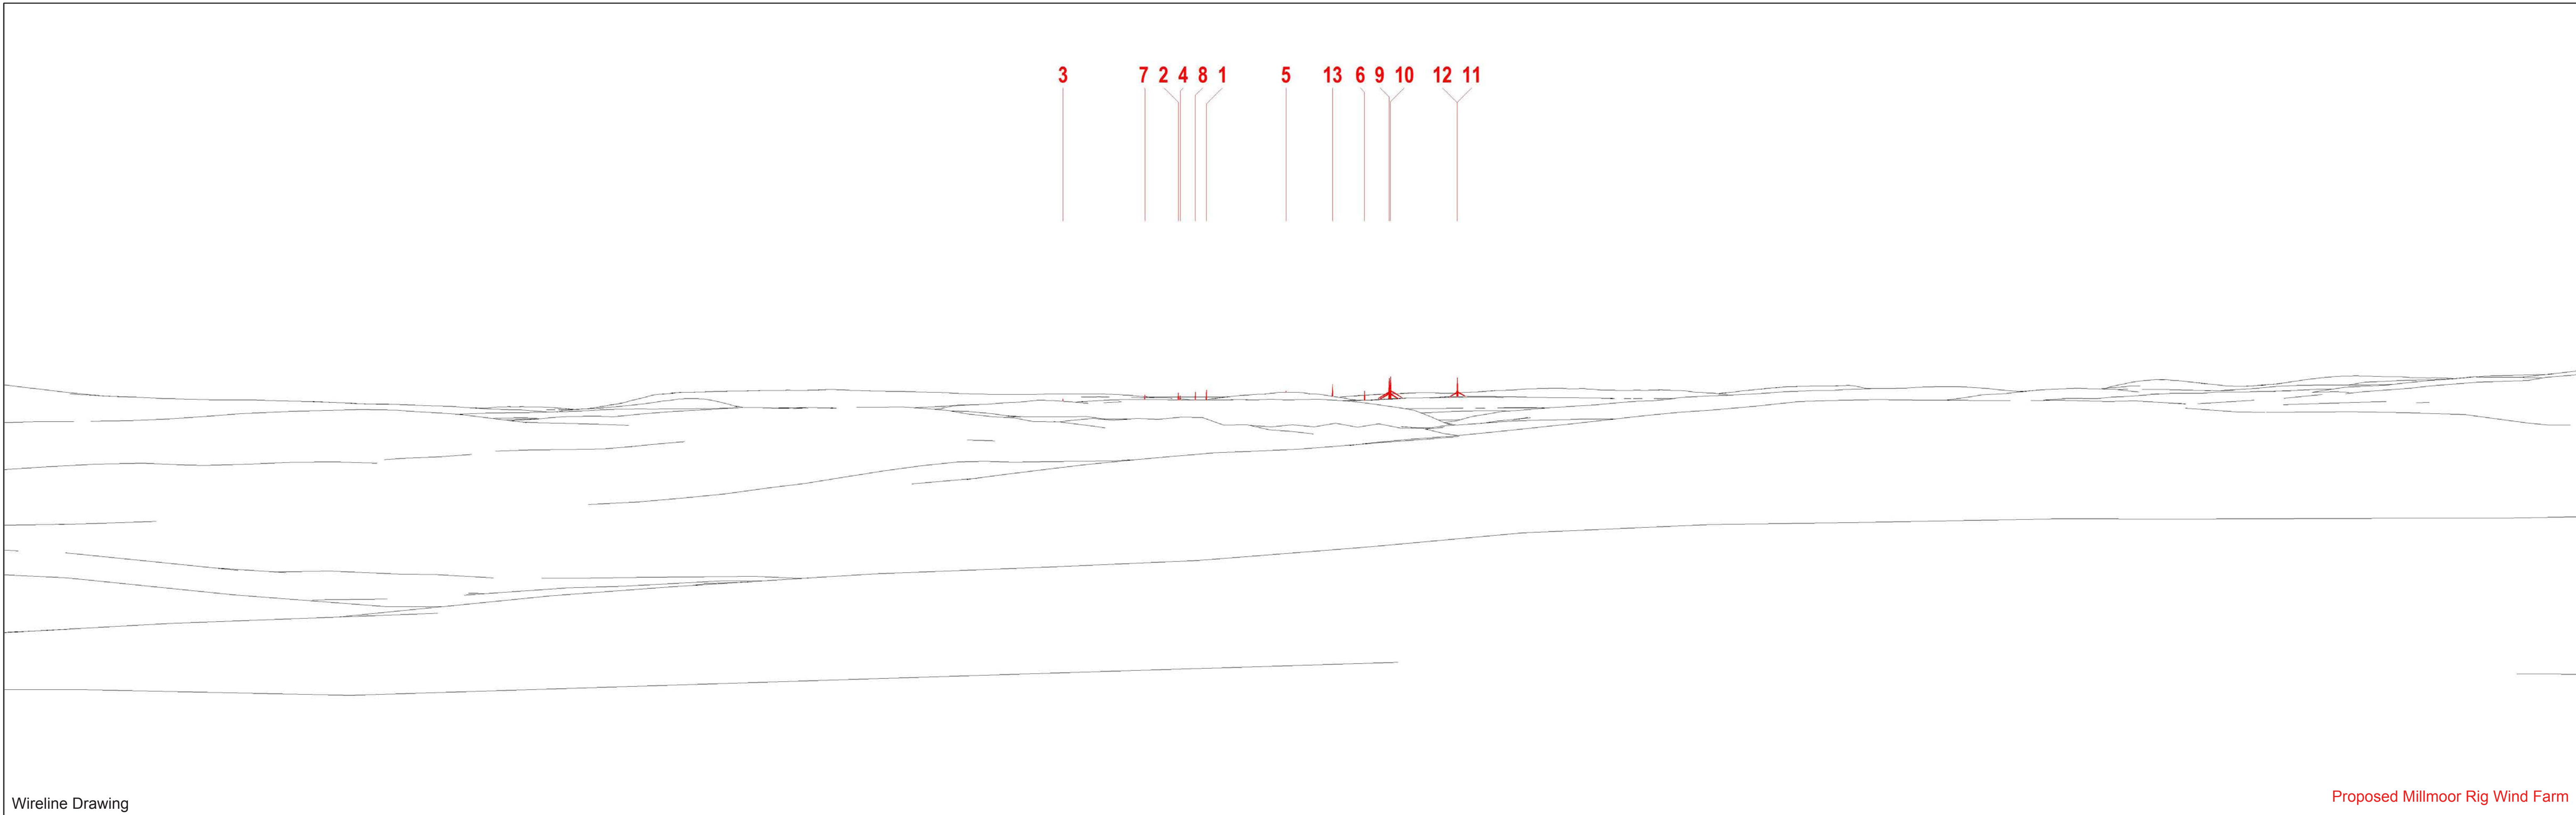 3 7 2 4 8 1 5 13 6 9 10 12 11
Wireline Drawing
Proposed Millmoor Rig Wind Farm